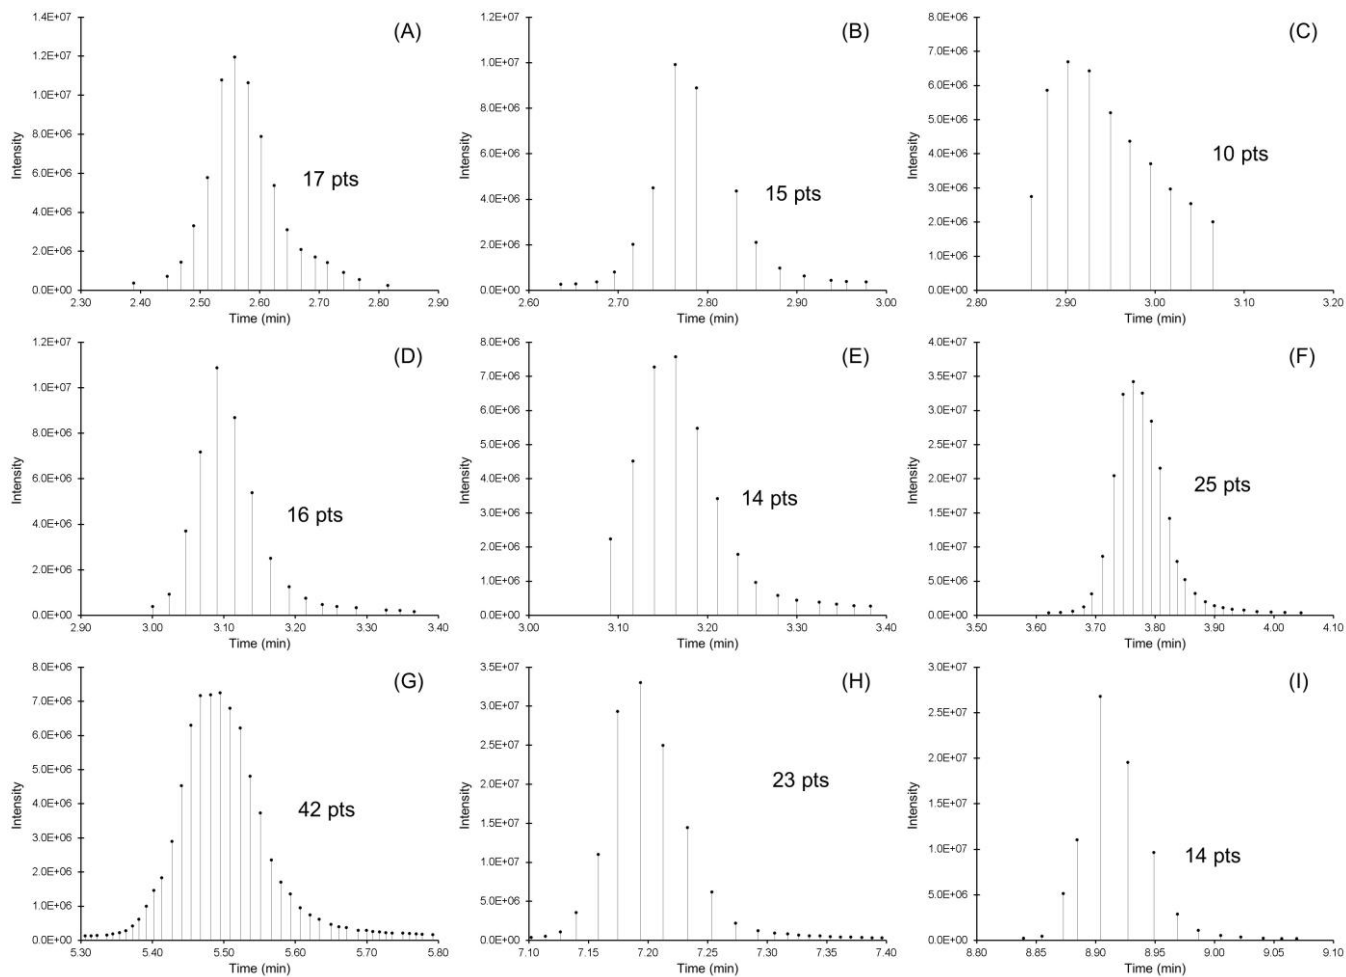 (A)
Intensity
1.4E+07
1.2E+07
1.0E+07
8.0E+06
6.0E+06
4.0E+06
2.0E+06
0.0E+00
17 pts
2.30 2.40 2.50 2.60 2.70 2.80 2.90
Time (min)
(B)
Intensity
1.2E+07
1.0E+07
8.0E+06
6.0E+06
4.0E+06
2.0E+06
0.0E+00
15 pts
2.60 2.70 2.80 2.90 3.00
Time (min)
(C)
Intensity
8.0E+06
7.0E+06
6.0E+06
5.0E+06
4.0E+06
3.0E+06
2.0E+06
1.0E+06
0.0E+00
10 pts
2.80 2.90 3.00 3.10 3.20
Time (min)
(D)
Intensity
1.2E+07
1.0E+07
8.0E+06
6.0E+06
4.0E+06
2.0E+06
0.0E+00
16 pts
2.90 3.00 3.10 3.20 3.30 3.40
Time (min)
(E)
Intensity
8.0E+06
7.0E+06
6.0E+06
5.0E+06
4.0E+06
3.0E+06
2.0E+06
1.0E+06
0.0E+00
14 pts
3.00 3.10 3.20 3.30 3.40
Time (min)
(F)
Intensity
4.0E+07
3.5E+07
3.0E+07
2.5E+07
2.0E+07
1.5E+07
1.0E+07
5.0E+06
0.0E+00
25 pts
3.50 3.60 3.70 3.80 3.90 4.00 4.10
Time (min)
(G)
Intensity
8.0E+06
7.0E+06
6.0E+06
5.0E+06
4.0E+06
3.0E+06
2.0E+06
1.0E+06
0.0E+00
42 pts
5.30 5.40 5.50 5.60 5.70 5.80
Time (min)
(H)
Intensity
3.5E+07
3.0E+07
2.5E+07
2.0E+07
1.5E+07
1.0E+07
5.0E+06
0.0E+00
23 pts
7.10 7.15 7.20 7.25 7.30 7.35 7.40
Time (min)
(I)
Intensity
3.0E+07
2.5E+07
2.0E+07
1.5E+07
1.0E+07
5.0E+06
0.0E+00
14 pts
8.80 8.85 8.90 8.95 9.00 9.05 9.10
Time (min)